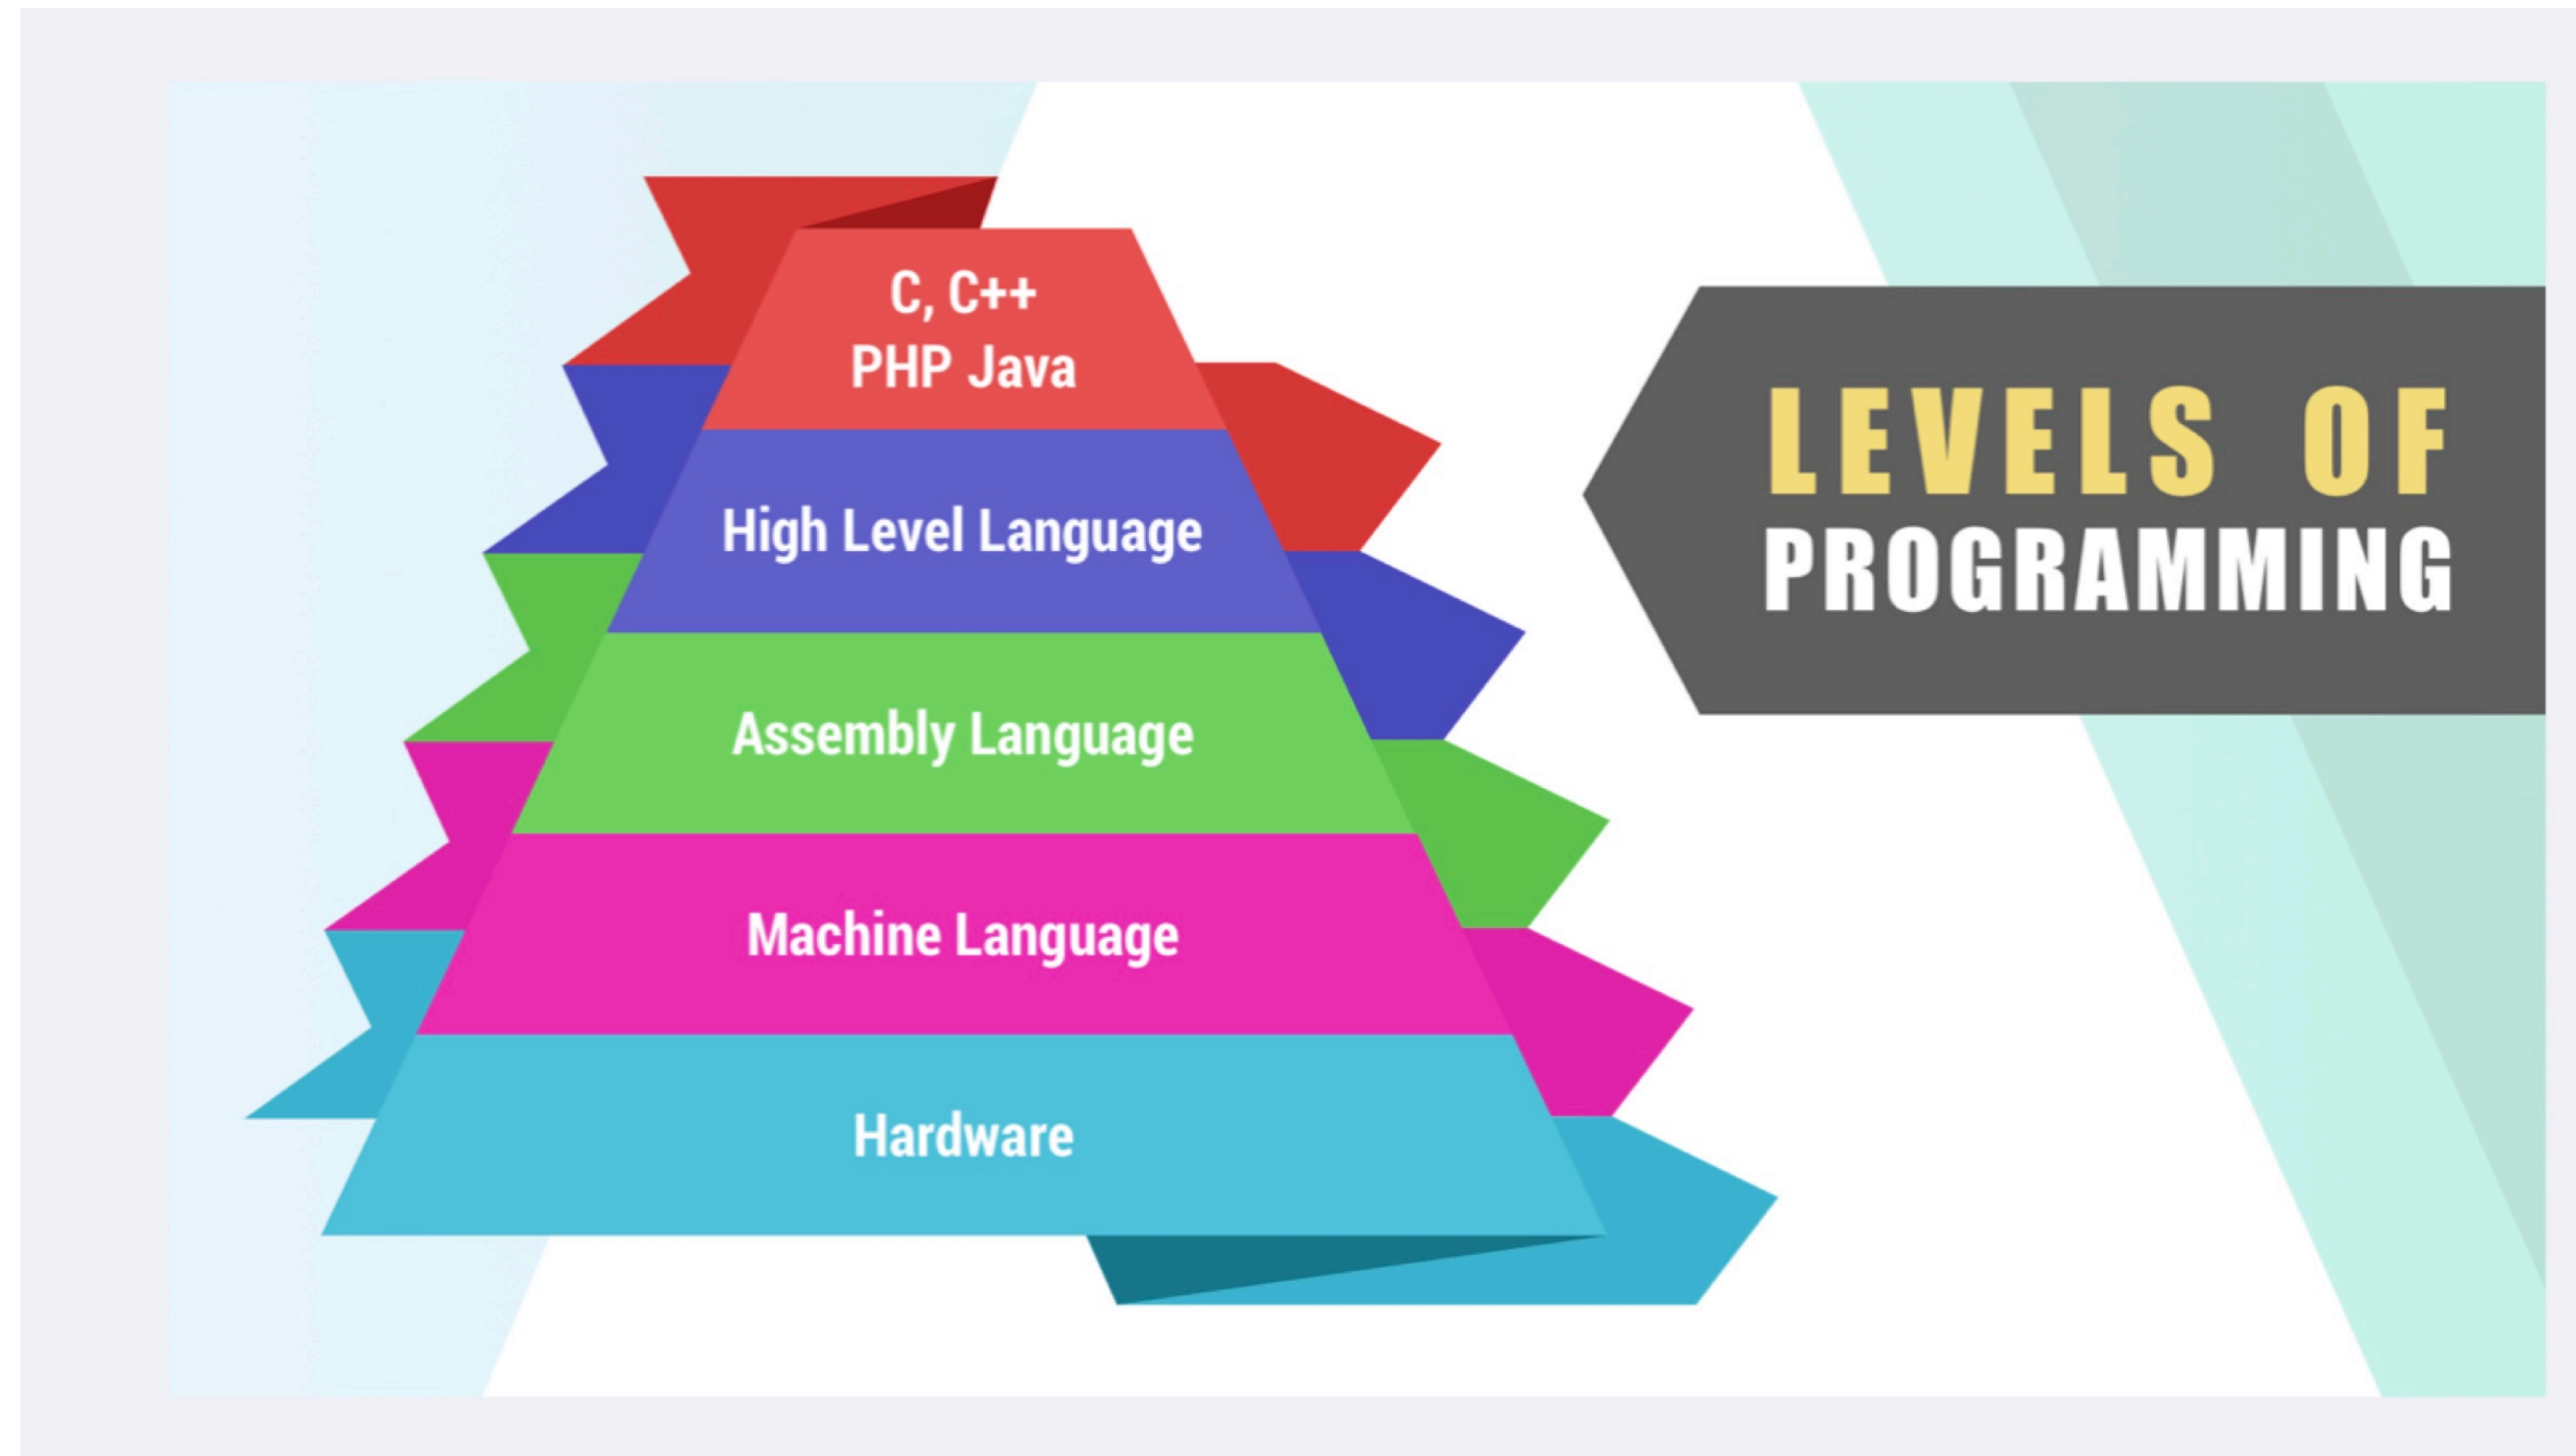 C, C++
PHP Java
High Level Language
Assembly Language
Machine Language
Hardware
LEVELS OF
PROGRAMMING